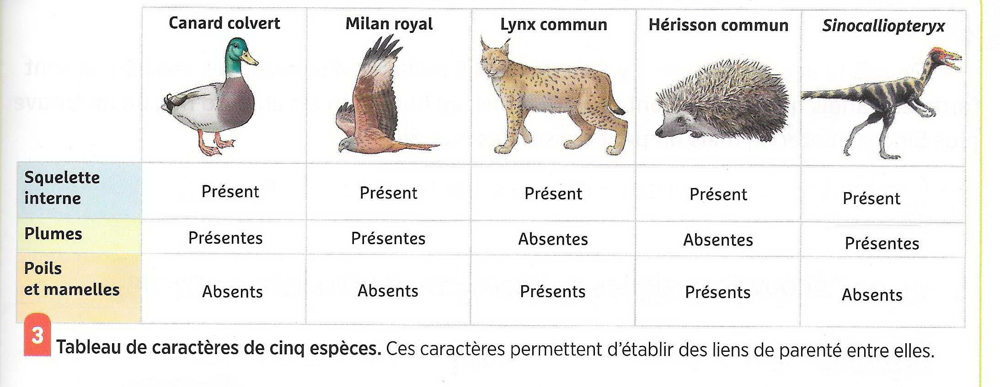 Canard colvert Milan royal Lynx commun Hérisson commun Sinocalliopteryx
Squelette
interne
Présent Présent Présent Présent Présent
Plumes
Présentes Présentes Absentes Absentes Présentes
Poils
et mamelles
Absents Absents Présents Présents Absents
3
Tableau de caractères de cinq espèces. Ces caractères permettent d'établir des liens de parenté entre elles.